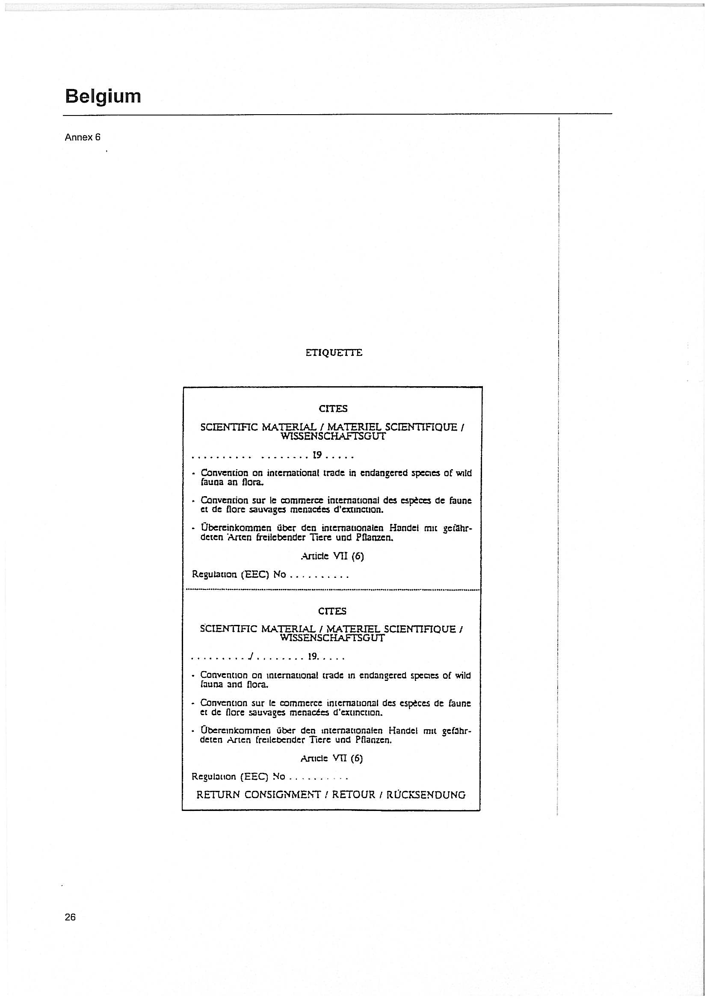 Belgium
Annex 6
ETIQUETTE
CITES
SCIENTIFIC MATERIAL / MATERIEL SCIENTIFIQUE /
WISSENSCHAFTSGUT
.......... ........ 19 .....
- Convention on international trade in endangered species of wild
fauna an flora.
- Convention sur le commerce international des espèces de faune
et de flore sauvages menacées d'extinction.
- Übereinkommen über den internationalen Handel mit gefähr-
deten Arten freilebender Tiere und Pflanzen.
Article VII (6)
Regulation (EEC) No ..........
CITES
SCIENTIFIC MATERIAL / MATERIEL SCIENTIFIQUE /
WISSENSCHAFTSGUT
........./........ 19.....
- Convention on international trade in endangered species of wild
fauna and flora.
- Convention sur le commerce international des espèces de faune
et de flore sauvages menacées d'extinction.
- Übereinkommen über den internationalen Handel mit gefähr-
deten Arten freilebender Tiere und Pflanzen.
Article VII (6)
Regulation (EEC) No ..........
RETURN CONSIGNMENT / RETOUR / RÜCKSENDUNG
26